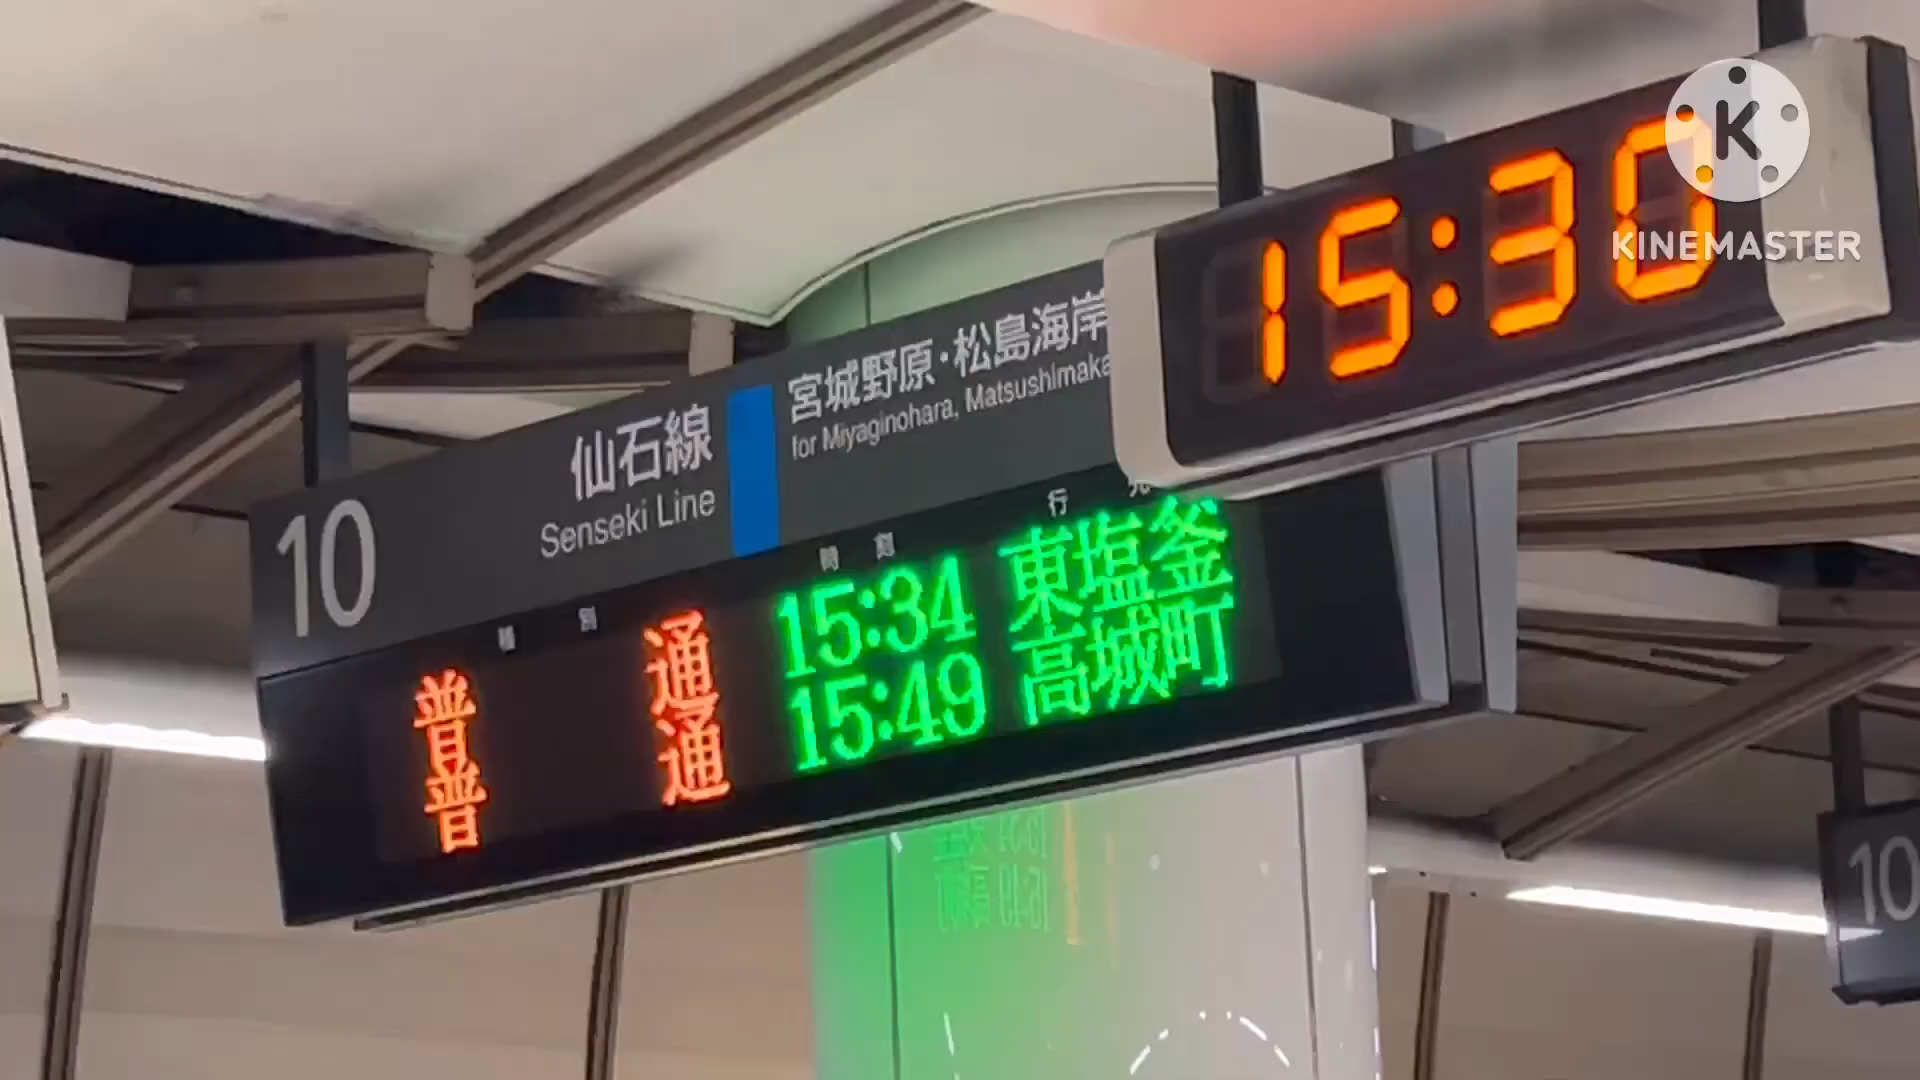 15:30
K
KINEMASTER
10
仙石線
Senseki Line
宮城野原・松島海岸
for Miyaginohara, Matsushimaka
種 別 時 刻 行 先
普 通 15:34 東塩釜
普 通 15:49 高城町
10